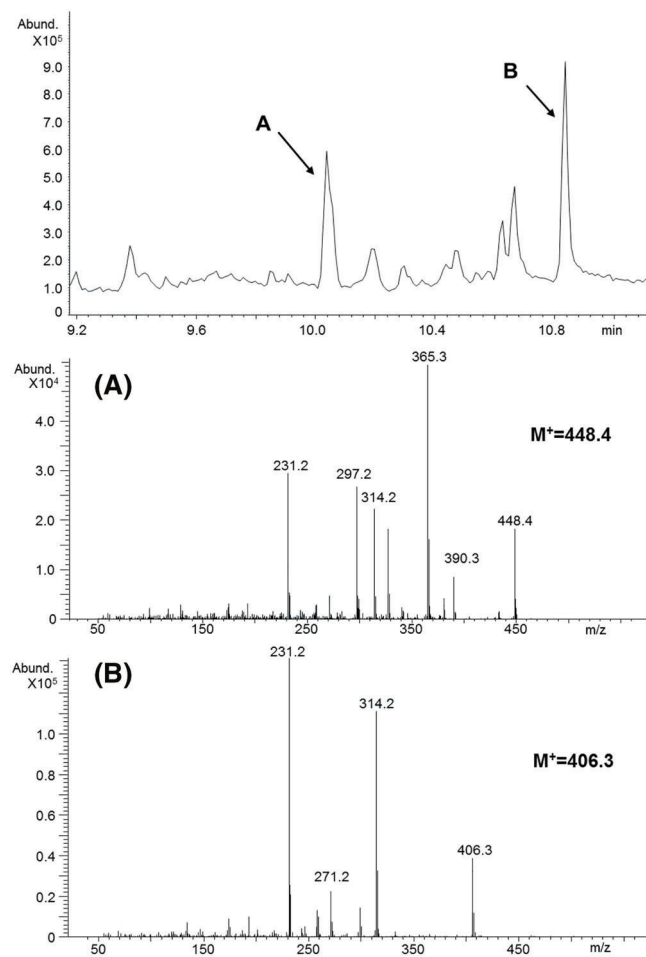 Abund.
X10⁵
9.0
8.0
7.0
6.0
5.0
4.0
3.0
2.0
1.0
0
A
B
9.2 9.6 10.0 10.4 10.8 min
Abund.
X10⁴
4.0
3.0
2.0
1.0
0
(A)
365.3
M⁺=448.4
231.2
297.2
314.2
448.4
390.3
50 150 250 350 450 m/z
Abund.
X10⁵
1.0
0.8
0.6
0.4
0.2
0
(B)
231.2
314.2
M⁺=406.3
406.3
271.2
50 150 250 350 450 m/z